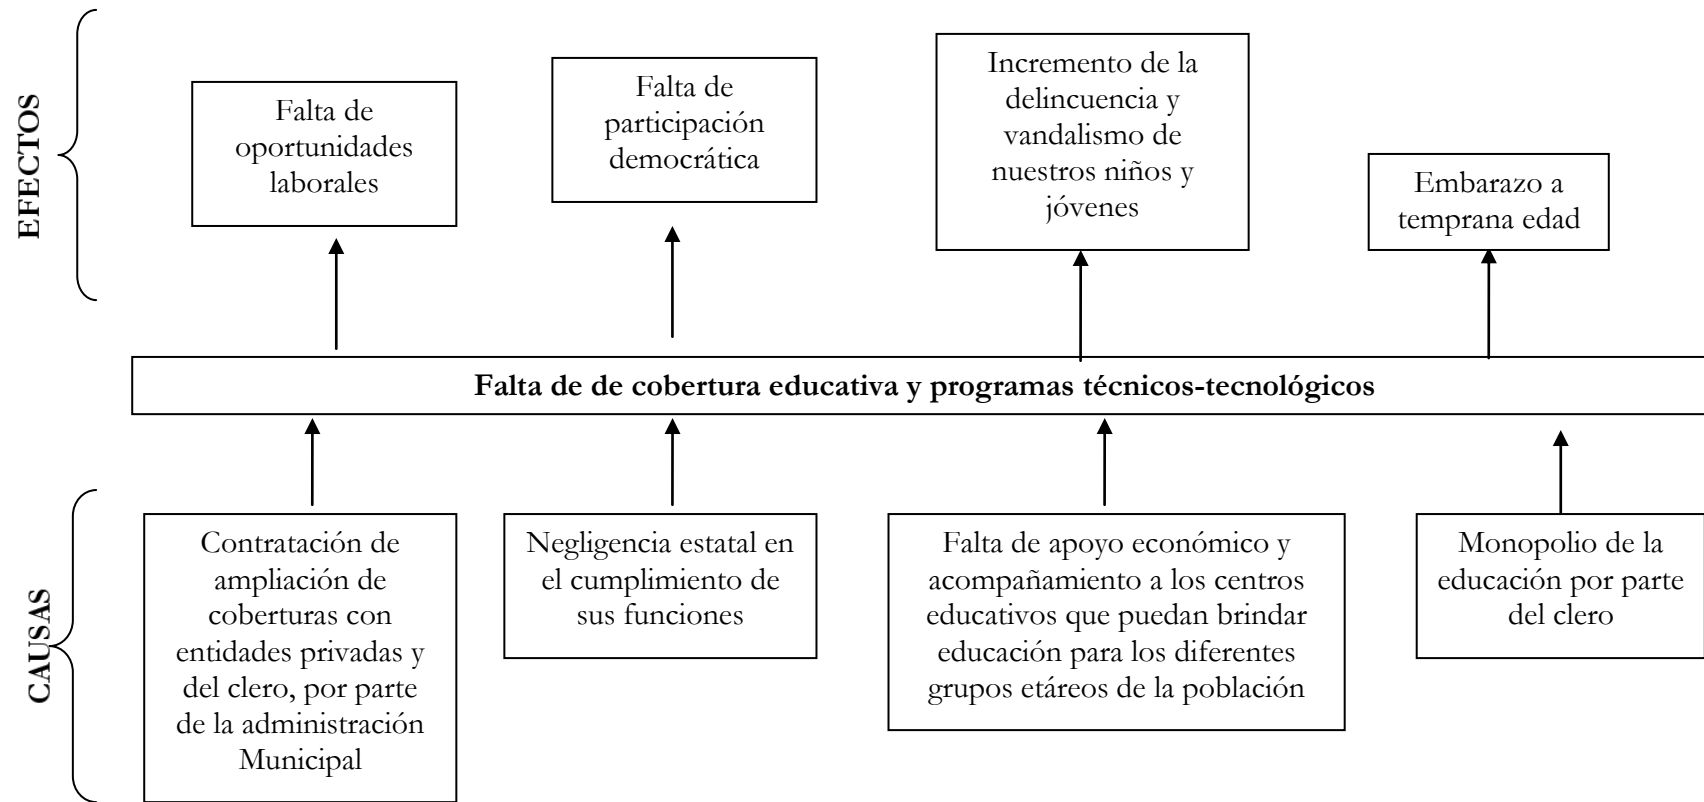 EFECTOS
Falta de
oportunidades
laborales
Falta de
participación
democrática
Incremento de la
delincuencia y
vandalismo de
nuestros niños y
jóvenes
Embarazo a
temprana edad
Falta de de cobertura educativa y programas técnicos-tecnológicos
CAUSAS
Contratación de
ampliación de
coberturas con
entidades privadas y
del clero, por parte
de la administración
Municipal
Negligencia estatal en
el cumplimiento de
sus funciones
Falta de apoyo económico y
acompañamiento a los centros
educativos que puedan brindar
educación para los diferentes
grupos etáreos de la población
Monopolio de la
educación por parte
del clero